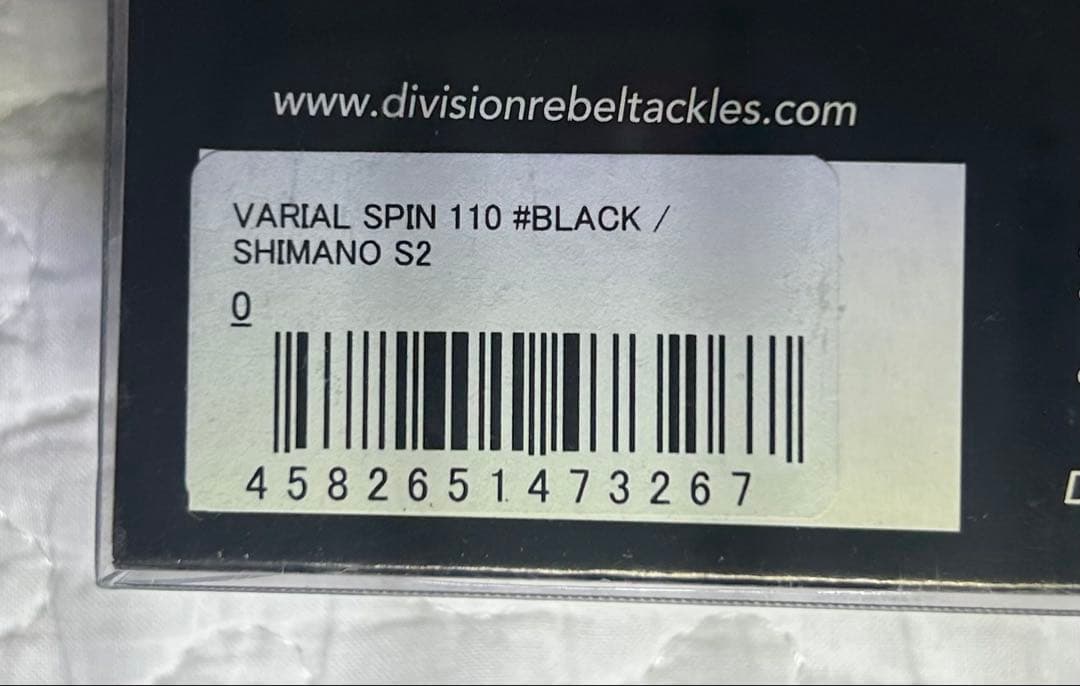 www.divisionrebeltackles.com
VARIAL SPIN 110 #BLACK /
SHIMANO S2
0
4582651473267